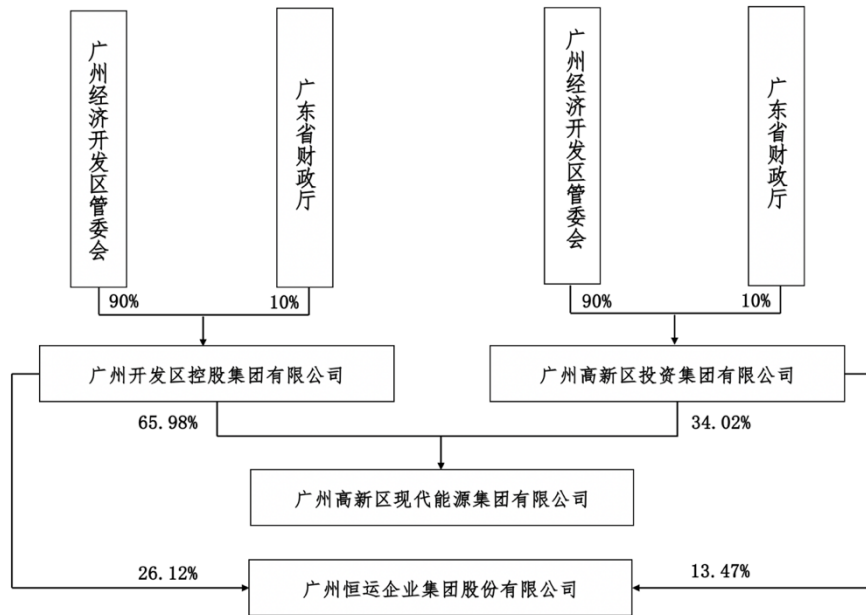 广州经济开发区管委会
广东省财政厅
广州经济开发区管委会
广东省财政厅
90%
10%
90%
10%
广州开发区控股集团有限公司
广州高新区投资集团有限公司
65.98%
34.02%
广州高新区现代能源集团有限公司
26.12%
13.47%
广州恒运企业集团股份有限公司